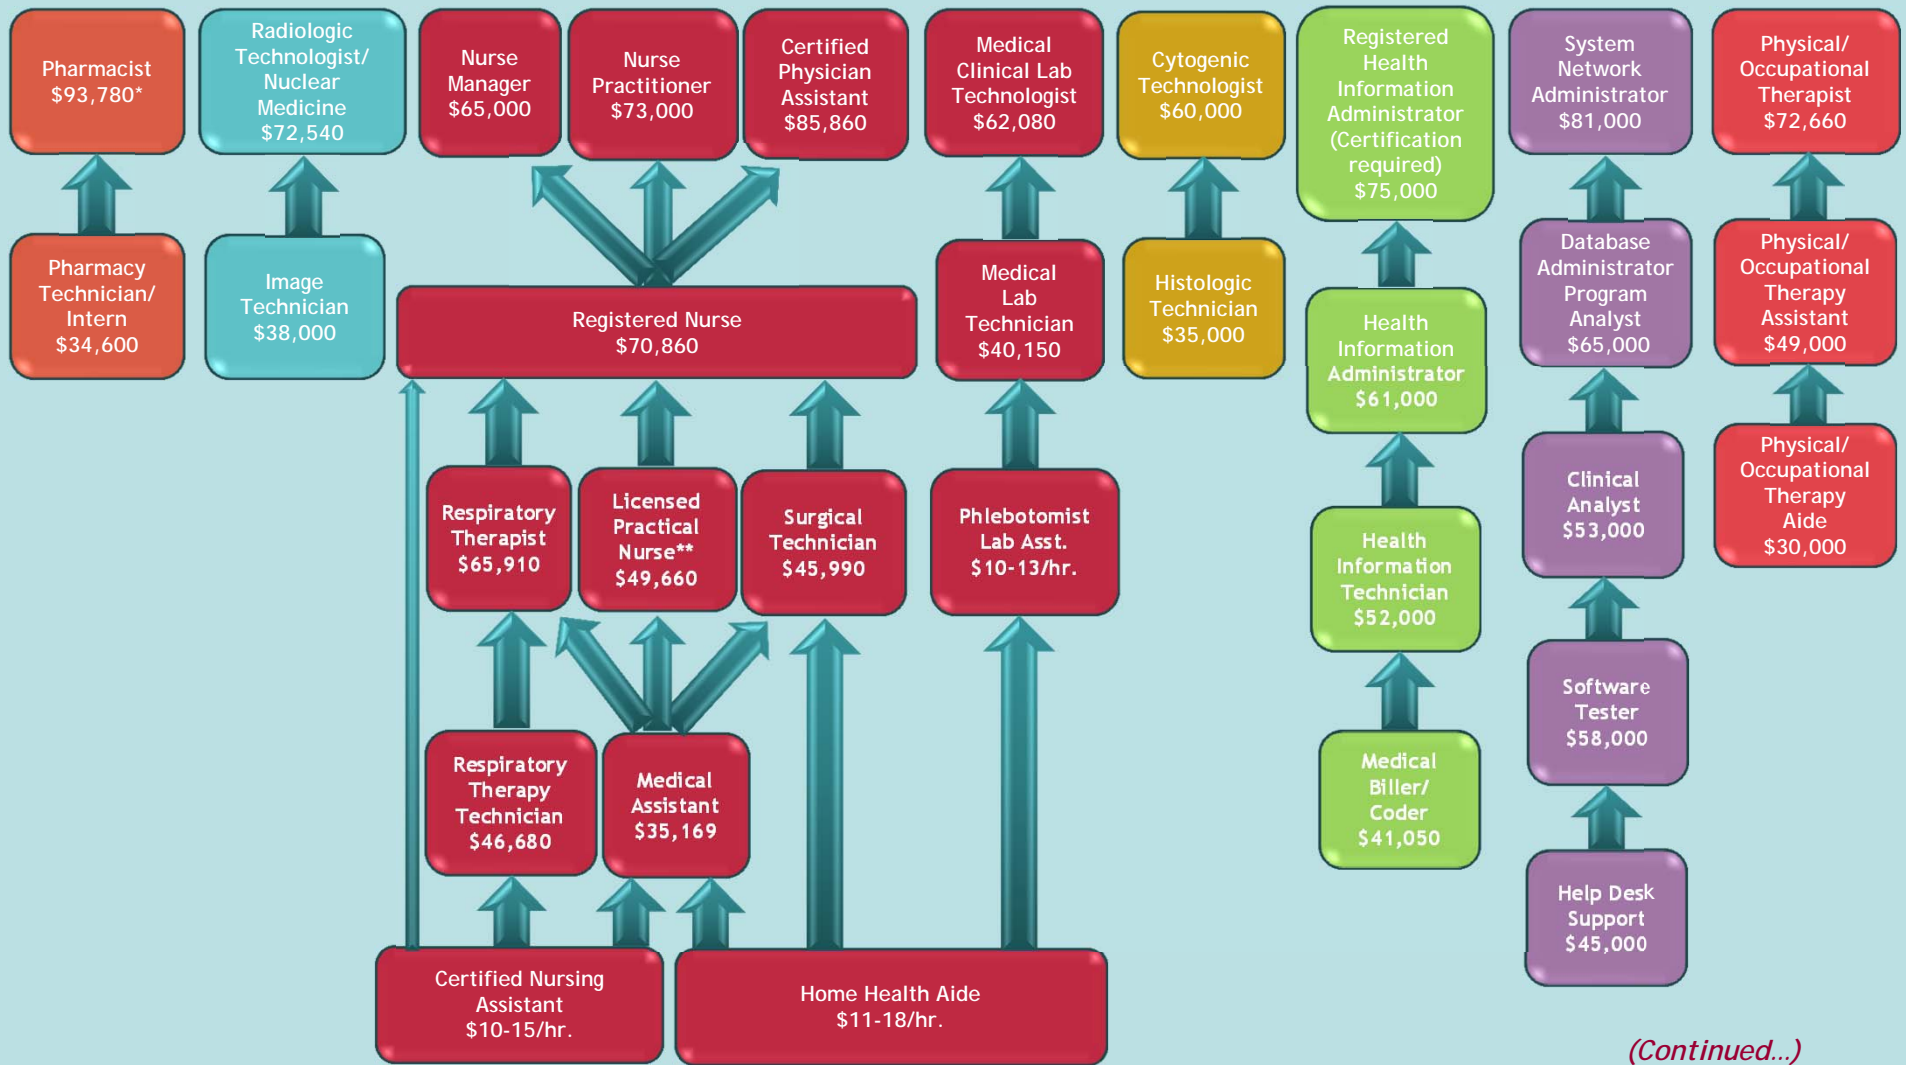 Pharmacist
$93,780*
Radiologic
Technologist/
Nuclear
Medicine
$72,540
Nurse
Manager
$65,000
Nurse
Practitioner
$73,000
Certified
Physician
Assistant
$85,860
Medical
Clinical Lab
Technologist
$62,080
Cytogenic
Technologist
$60,000
Registered
Health
Information
Administrator
(Certification
required)
$75,000
System
Network
Administrator
$81,000
Physical/
Occupational
Therapist
$72,660
Pharmacy
Technician/
Intern
$34,600
Image
Technician
$38,000
Registered Nurse
$70,860
Medical
Lab
Technician
$40,150
Histologic
Technician
$35,000
Health
Information
Administrator
$61,000
Database
Administrator
Program
Analyst
$65,000
Physical/
Occupational
Therapy
Assistant
$49,000
Respiratory
Therapist
$65,910
Licensed
Practical
Nurse**
$49,660
Surgical
Technician
$45,990
Phlebotomist
Lab Asst.
$10-13/hr.
Health
Information
Technician
$52,000
Clinical
Analyst
$53,000
Physical/
Occupational
Therapy
Aide
$30,000
Respiratory
Therapy
Technician
$46,680
Medical
Assistant
$35,169
Medical
Biller/
Coder
$41,050
Software
Tester
$58,000
Certified Nursing
Assistant
$10-15/hr.
Home Health Aide
$11-18/hr.
Help Desk
Support
$45,000
(Continued…)